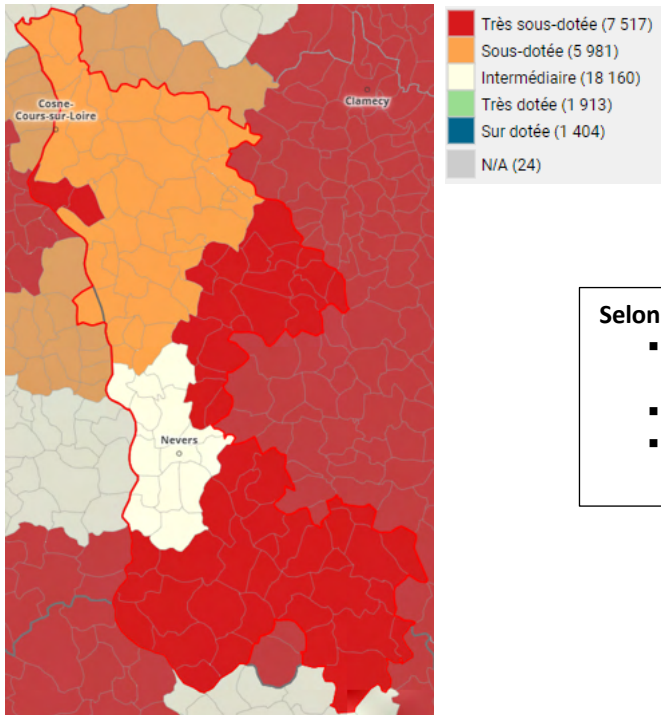 Cosne-
Cours-sur-Loire
Clamecy
Nevers
Très sous-dotée (7 517)
Sous-dotée (5 981)
Intermédiaire (18 160)
Très dotée (1 913)
Sur dotée (1 404)
N/A (24)
Selon